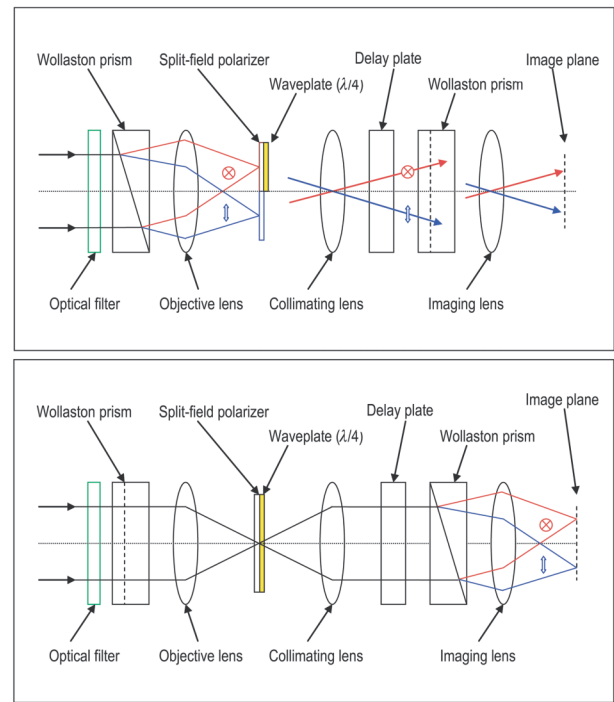 Wollaston prism
Split-field polarizer
Waveplate (λ/4)
Delay plate
Wollaston prism
Image plane
Optical filter
Objective lens
Collimating lens
Imaging lens
Wollaston prism
Split-field polarizer
Waveplate (λ/4)
Delay plate
Wollaston prism
Image plane
Optical filter
Objective lens
Collimating lens
Imaging lens